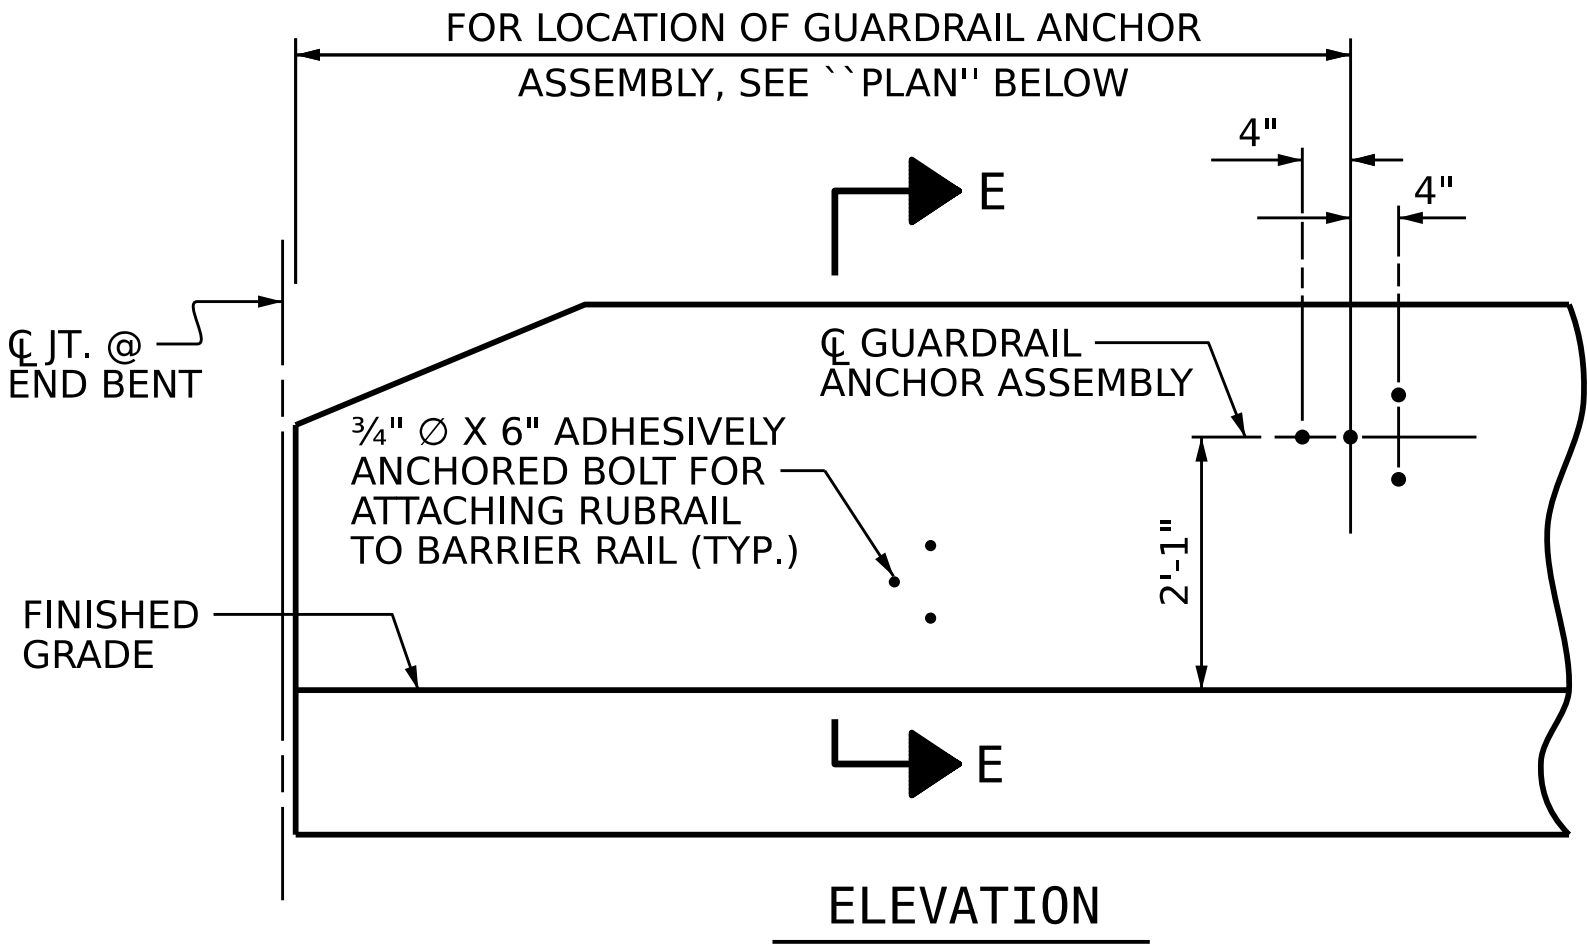 FOR LOCATION OF GUARDRAIL ANCHOR
ASSEMBLY, SEE ``PLAN'' BELOW
4"
4"
E
℄ JT. @
END BENT
℄ GUARDRAIL
ANCHOR ASSEMBLY
¾" ∅ X 6" ADHESIVELY
ANCHORED BOLT FOR
ATTACHING RUBRAIL
TO BARRIER RAIL (TYP.)
2'-1"
FINISHED
GRADE
E
ELEVATION